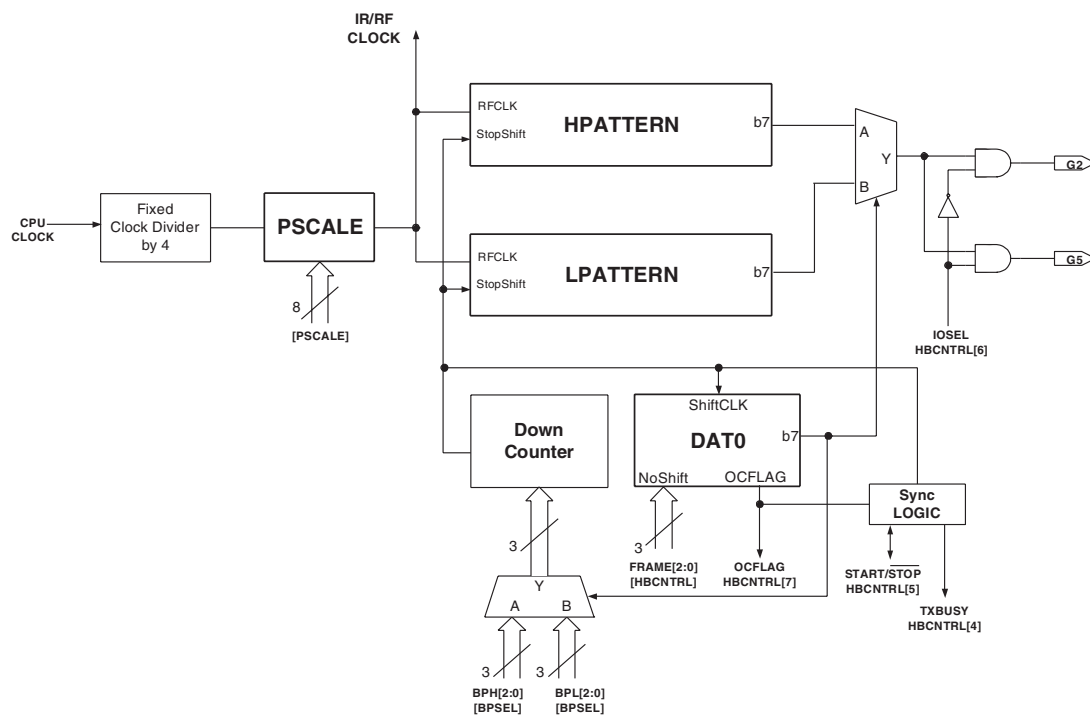 IR/RF
CLOCK
RFCLK
StopShift
HPATTERN
b7
A
B
Y
G2
CPU
CLOCK
Fixed
Clock Divider
by 4
PSCALE
8
[PSCALE]
RFCLK
StopShift
LPATTERN
b7
G5
IOSEL
HBCNTRL[6]
Down
Counter
ShiftCLK
DAT0
b7
NoShift
OCFLAG
Sync
LOGIC
3
3
FRAME[2:0]
[HBCNTRL]
OCFLAG
HBCNTRL[7]
START/STOP
HBCNTRL[5]
TXBUSY
HBCNTRL[4]
Y
A
B
3
3
BPH[2:0]
[BPSEL]
BPL[2:0]
[BPSEL]